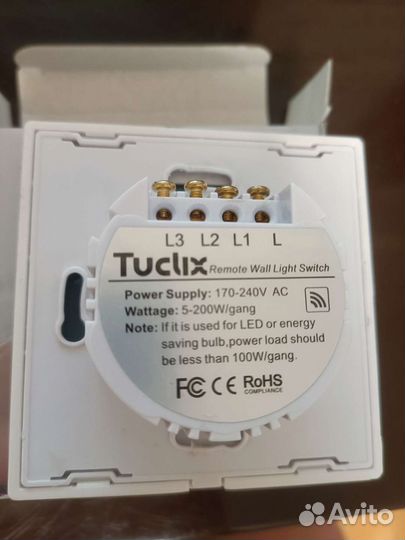 L3 L2 L1 L
Tuclix Remote Wall Light Switch
Power Supply: 170-240V AC
Wattage: 5-200W/gang
Note: If it is used for LED or energy
saving bulb,power load should
be less than 100W/gang.
FC CE RoHS
COMPLIANCE
Avito